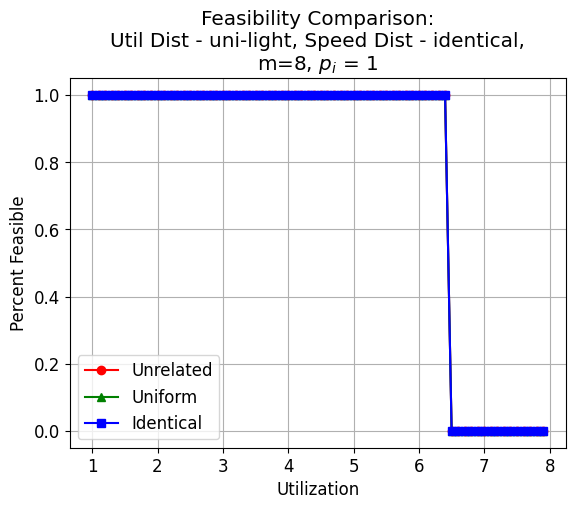 Feasibility Comparison:
Util Dist - uni-light, Speed Dist - identical,
m=8, pᵢ = 1
1.0
0.8
0.6
0.4
0.2
0.0
Percent Feasible
Unrelated
Uniform
Identical
1 2 3 4 5 6 7 8
Utilization